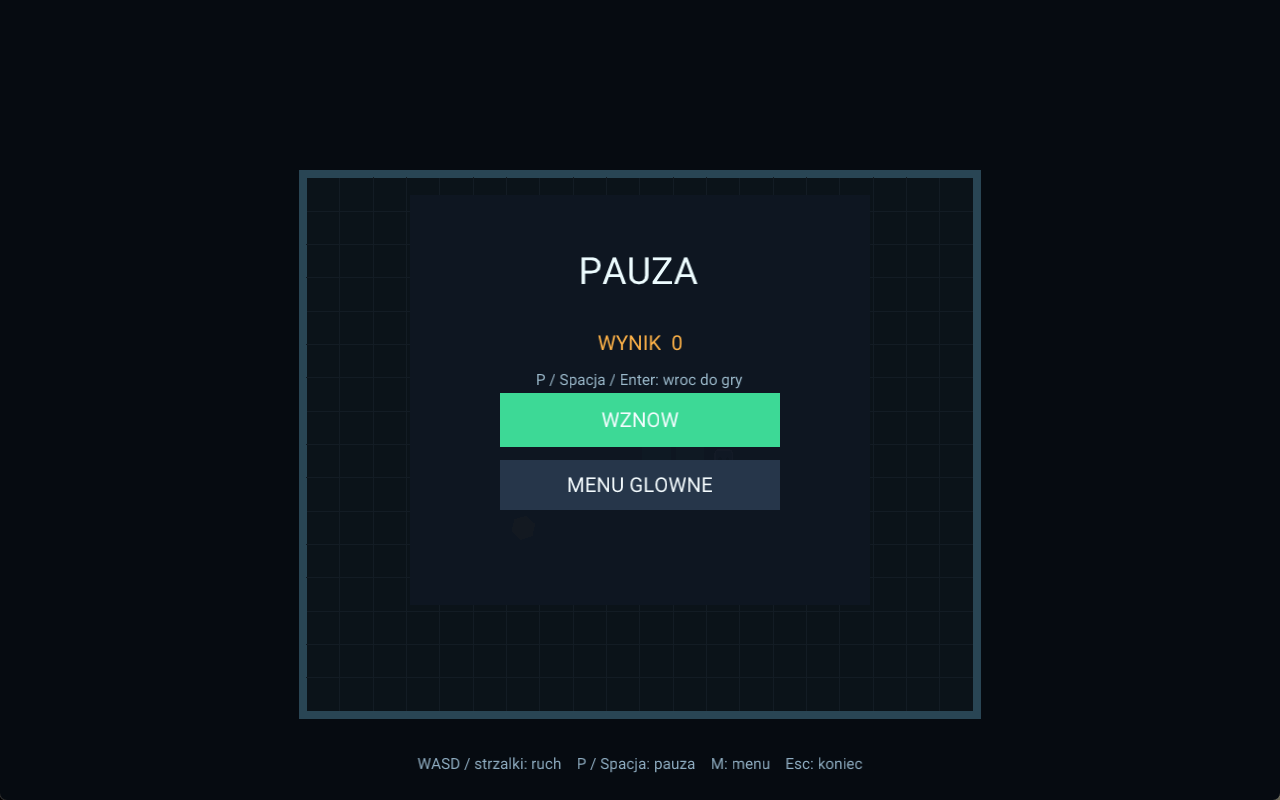 PAUZA
WYNIK 0
P / Spacja / Enter: wroc do gry
WZNOW
MENU GLOWNE
WASD / strzalki: ruch P / Spacja: pauza M: menu Esc: koniec